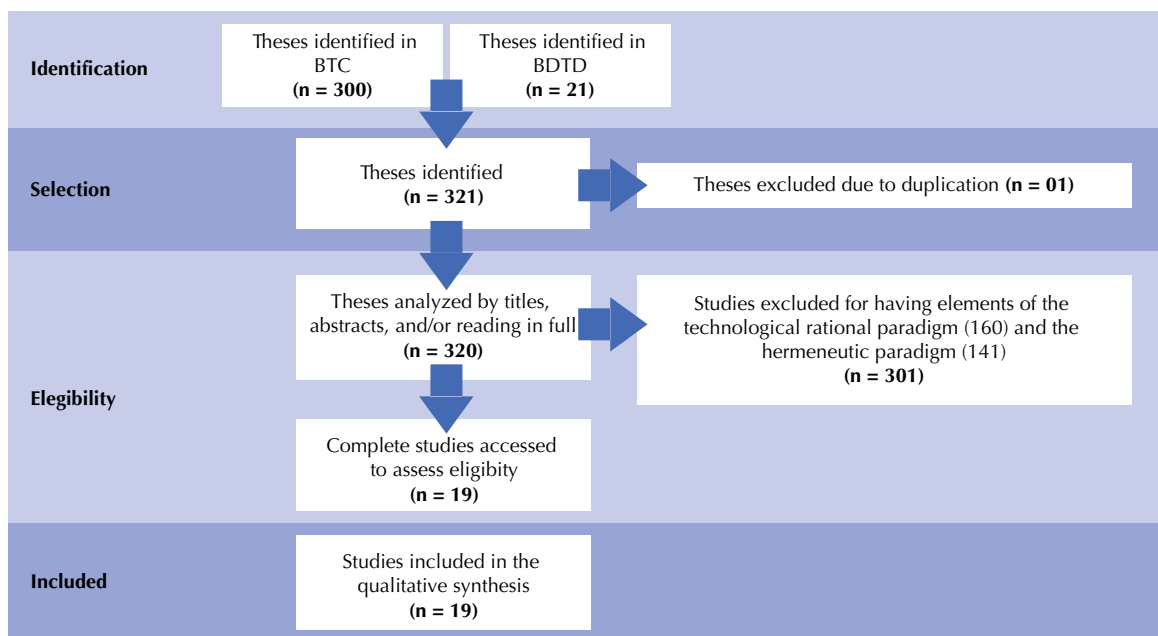 Identification
Theses identified in
BTC
(n = 300)
Theses identified in
BDTD
(n = 21)
Selection
Theses identified
(n = 321)
Theses excluded due to duplication (n = 01)
Elegibility
Theses analyzed by titles,
abstracts, and/or reading in full
(n = 320)
Studies excluded for having elements of the
technological rational paradigm (160) and the
hermeneutic paradigm (141)
(n = 301)
Complete studies accessed
to assess eligibity
(n = 19)
Included
Studies included in the
qualitative synthesis
(n = 19)